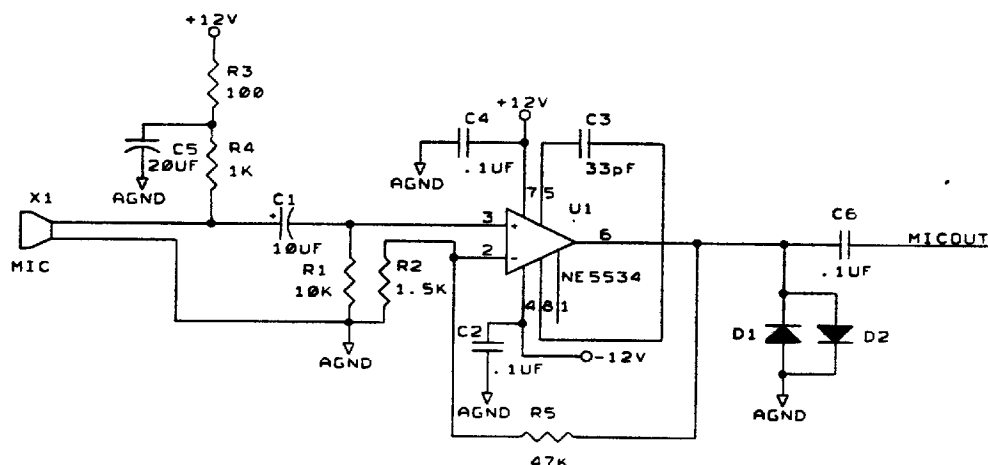 +12V
R3
100
C5
20UF
R4
1K
AGND
X1
MIC
C1
+
10UF
R1
10K
R2
1.5K
AGND
+12V
C4
.1UF
AGND
C3
33pF
7
5
U1
3
+
2
-
6
NE5534
4
8
1
C2
.1UF
-12V
AGND
R5
47K
C6
.1UF
MICOUT
D1
D2
AGND